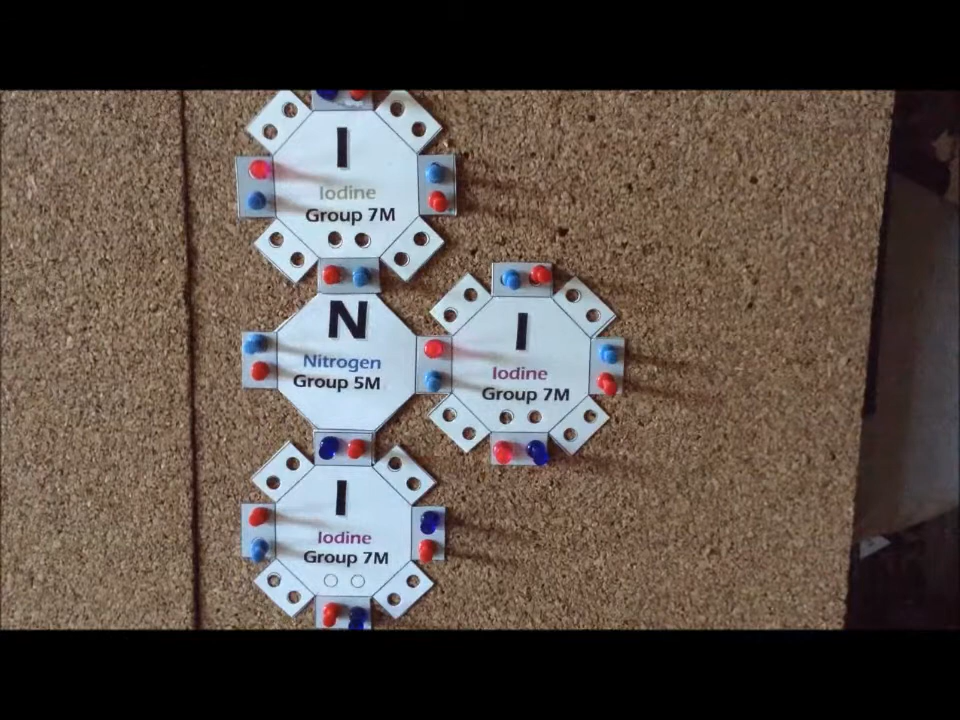 I
Iodine
Group 7M
N
Nitrogen
Group 5M
I
Iodine
Group 7M
I
Iodine
Group 7M